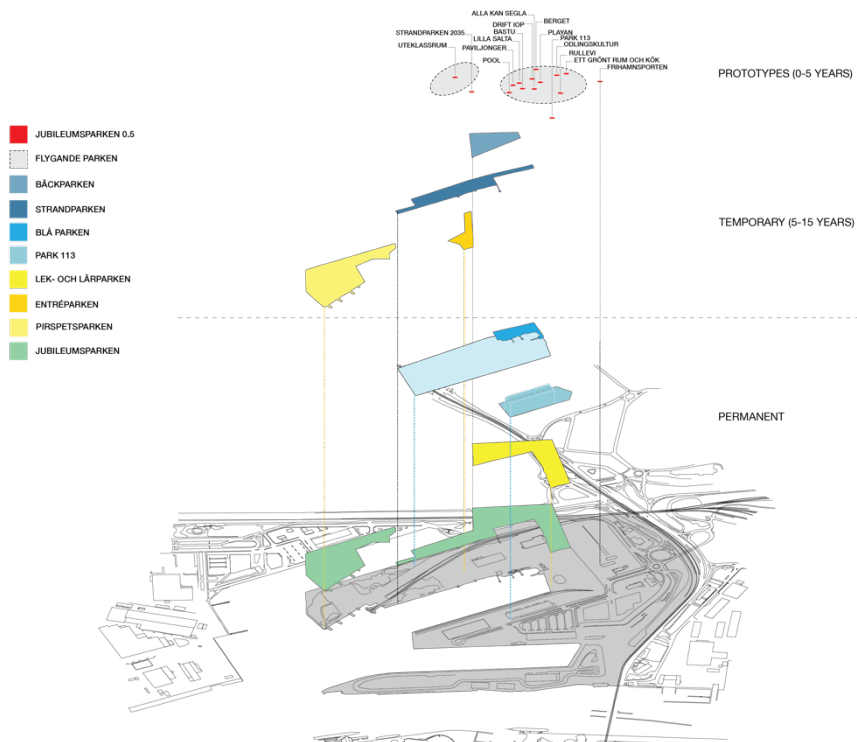 ALLA KAN SEGLA
DRIFT IOP
BERGET
STRANDPARKEN 2035
BASTU
PLAYAN
LILLA SALTA
PARK 113
UTEKLASSRUM
PAVILJONGER
ODLINGSKULTUR
RULLEVI
POOL
ETT GRÖNT RUM OCH KÖK
FRIHAMNSPORTEN
PROTOTYPES (0-5 YEARS)
JUBILEUMSPARKEN 0.5
FLYGANDE PARKEN
BÄCKPARKEN
STRANDPARKEN
BLÅ PARKEN
PARK 113
LEK- OCH LÄRPARKEN
ENTRÉPARKEN
PIRSPETSPARKEN
JUBILEUMSPARKEN
TEMPORARY (5-15 YEARS)
PERMANENT